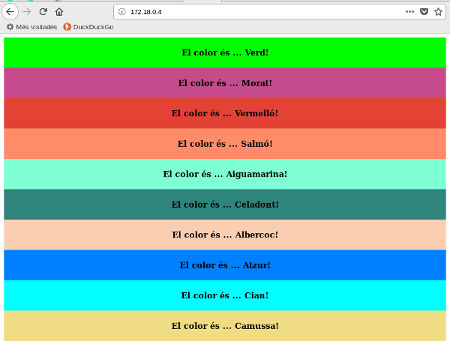 172.18.0.4
Més visitades DuckDuckGo
El color és ... Verd!
El color és ... Morat!
El color és ... Vermelló!
El color és ... Salmó!
El color és ... Aiguamarina!
El color és ... Celadont!
El color és ... Albercoc!
El color és ... Atzur!
El color és ... Cian!
El color és ... Camussa!